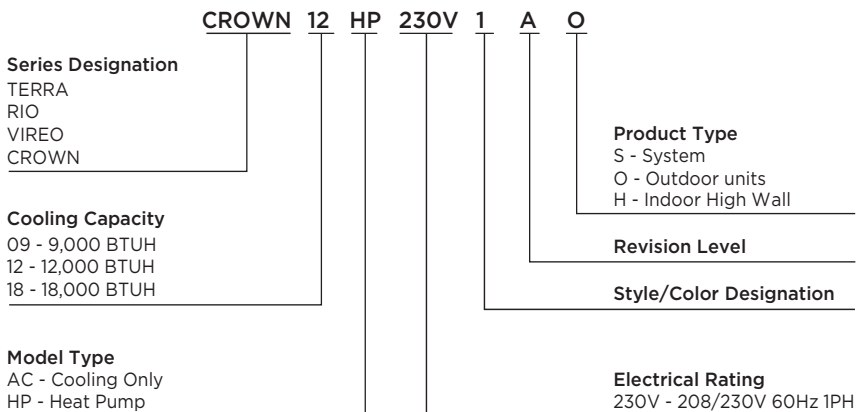 CROWN 12 HP 230V 1 A O
Series Designation
TERRA
RIO
VIREO
CROWN
Cooling Capacity
09 - 9,000 BTUH
12 - 12,000 BTUH
18 - 18,000 BTUH
Model Type
AC - Cooling Only
HP - Heat Pump
Product Type
S - System
O - Outdoor units
H - Indoor High Wall
Revision Level
Style/Color Designation
Electrical Rating
230V - 208/230V 60Hz 1PH